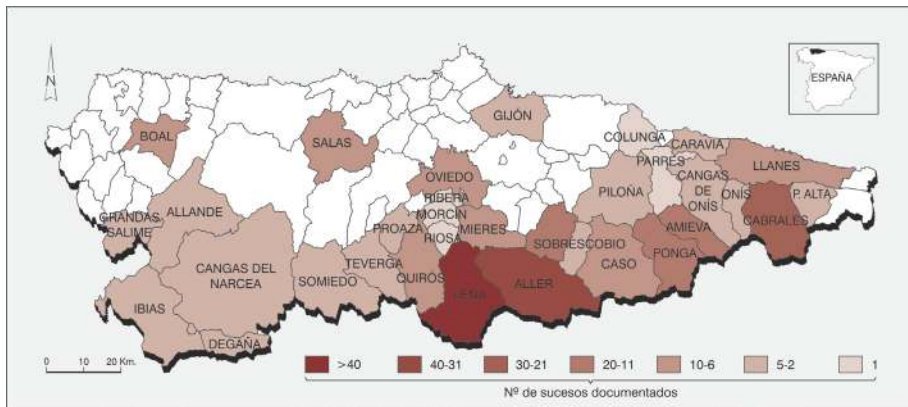 N
ESPAÑA
GIJÓN
COLUNGA
CARAVIA
BOAL
SALAS
PARRES
LLANES
OVIEDO
CANGAS
DE
ONÍS
ONÍS
P. ALTA
PILOÑA
RIBERA
ALLANDE
GRANDAS
SALIME
MORCÍN
PROAZA
RIOSA
MIERES
AMIEVA
CABRALES
SOBRESCOBIO
CASO
PONGA
TEVERGA
CANGAS DEL
NARCEA
SOMIEDO
QUIRÓS
LENA
ALLER
IBIAS
DEGAÑA
0 10 20 Km.
>40 40-31 30-21 20-11 10-6 5-2 1
Nº de sucesos documentados